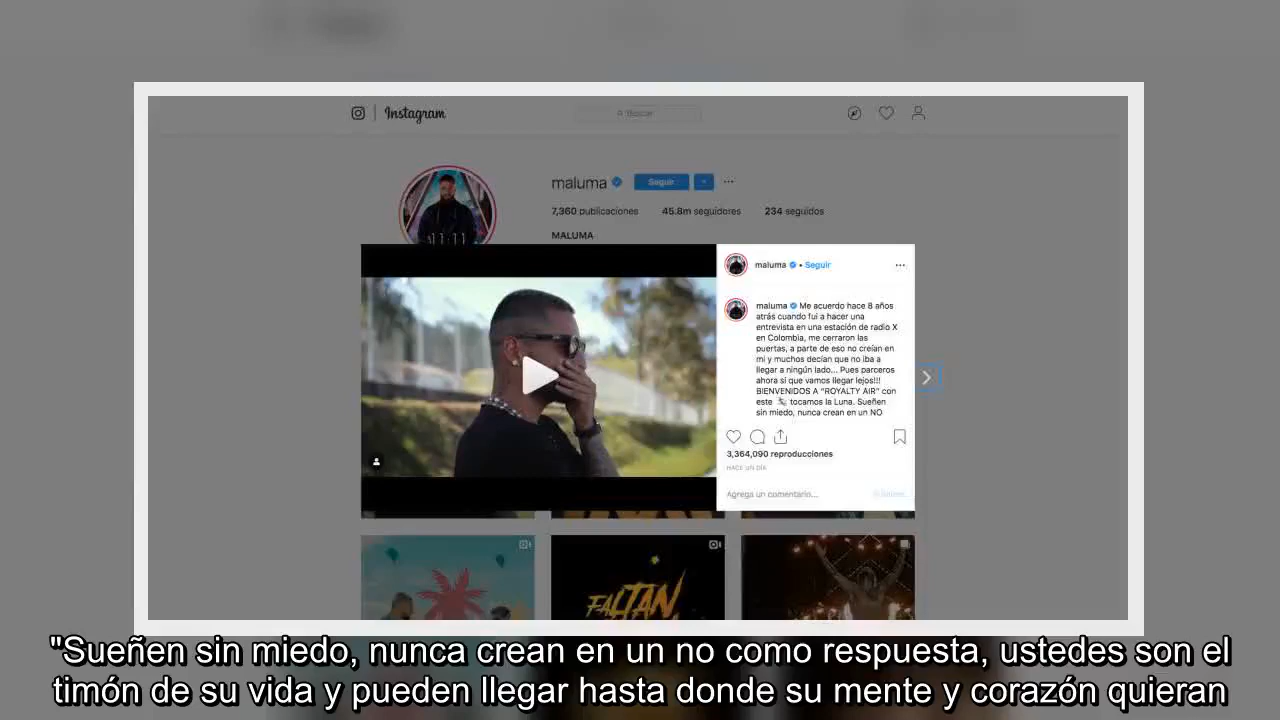 Instagram
Buscar
maluma Seguir ...
7,360 publicaciones 45.8m seguidores 234 seguidos
MALUMA
11:11
maluma • Seguir ...
maluma Me acuerdo hace 8 años
atrás cuando fui a hacer una
entrevista en una estación de radio X
en Colombia, me cerraron las
puertas, a parte de eso no creían en
mi y muchos decían que no iba a
llegar a ningún lado... Pues parceros
ahora si que vamos llegar lejos!!!
BIENVENIDOS A “ROYALTY AIR” con
este tocamos la Luna. Sueñen
sin miedo, nunca crean en un NO
3,364,090 reproducciones
HACE UN DÍA
Agrega un comentario...
FALTAN
"Sueñen sin miedo, nunca crean en un no como respuesta, ustedes son el
timón de su vida y pueden llegar hasta donde su mente y corazón quieran